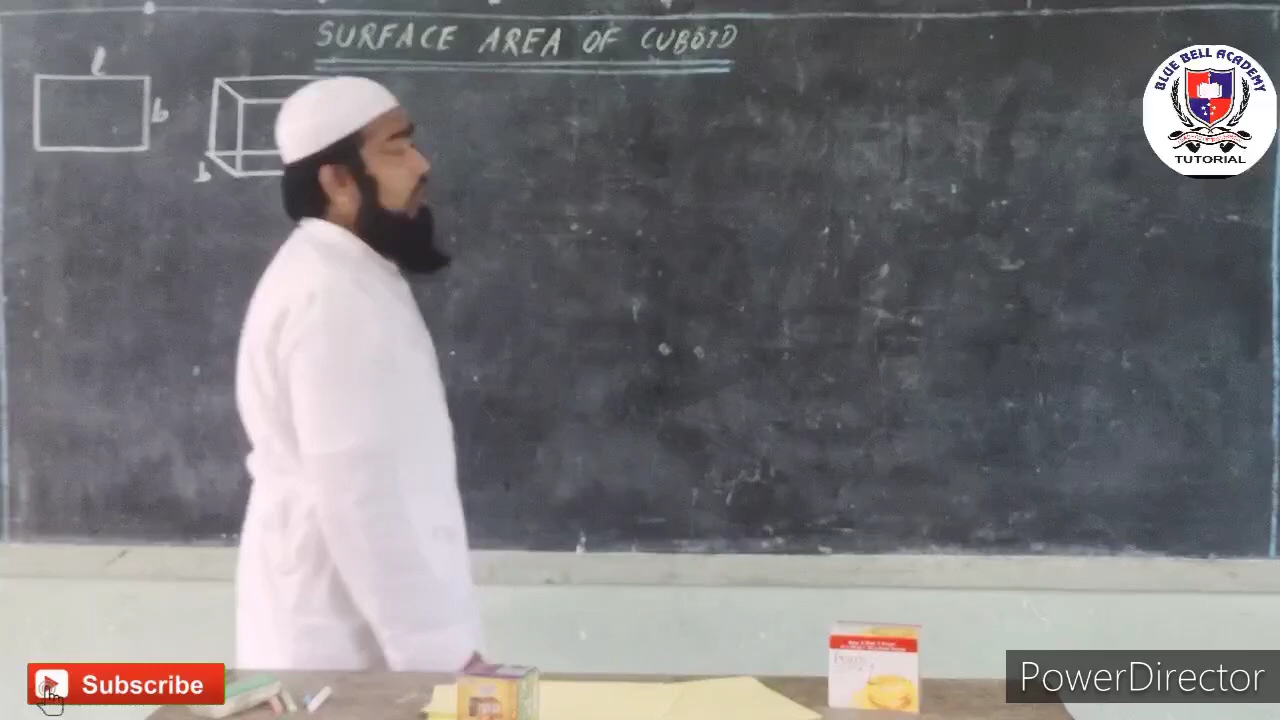 SURFACE AREA OF CUBOID
l
b
b
BLUE BELL ACADEMY
TUTORIAL
Subscribe
PowerDirector